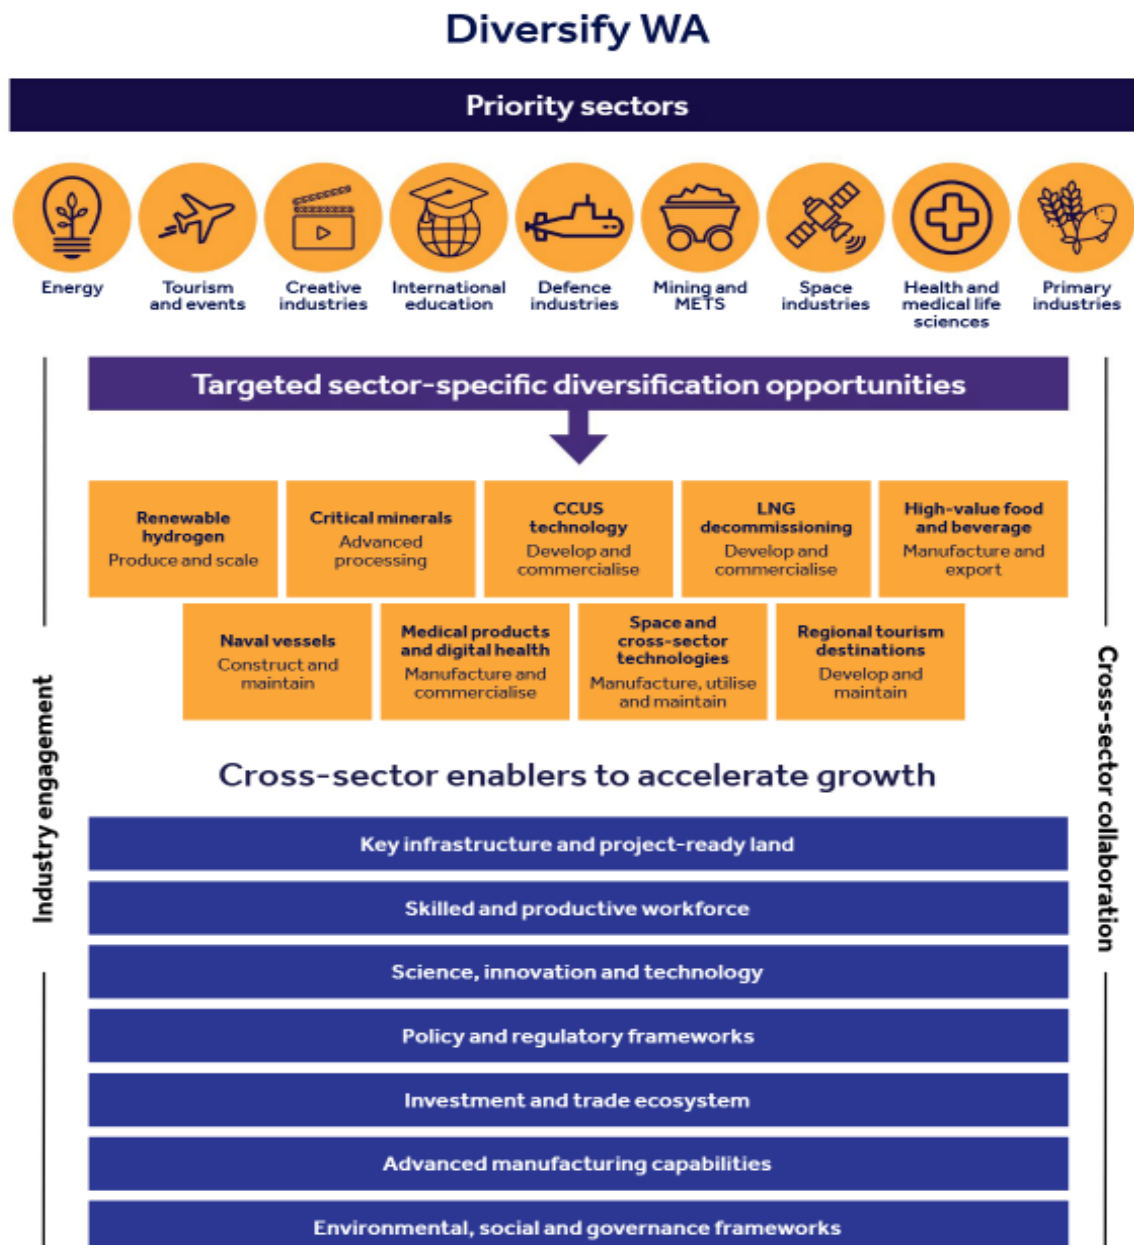 Diversify WA
Priority sectors
Energy
Tourism
and events
Creative
industries
International
education
Defence
industries
Mining and
METS
Space
industries
Health and
medical life
sciences
Primary
industries
Targeted sector-specific diversification opportunities
Renewable
hydrogen
Produce and scale
Critical minerals
Advanced
processing
CCUS
technology
Develop and
commercialise
LNG
decommissioning
Develop and
commercialise
High-value food
and beverage
Manufacture and
export
Naval vessels
Construct and
maintain
Medical products
and digital health
Manufacture and
commercialise
Space and
cross-sector
technologies
Manufacture, utilise
and maintain
Regional tourism
destinations
Develop and
maintain
Industry engagement
Cross-sector collaboration
Cross-sector enablers to accelerate growth
Key infrastructure and project-ready land
Skilled and productive workforce
Science, innovation and technology
Policy and regulatory frameworks
Investment and trade ecosystem
Advanced manufacturing capabilities
Environmental, social and governance frameworks